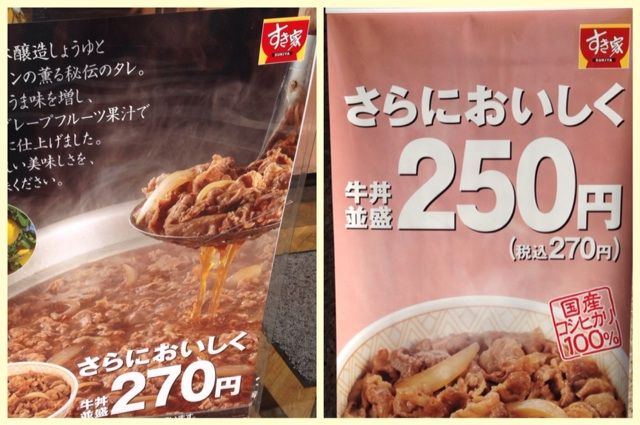 すき家
SUKIYA
醸造しょうゆと
ンの薫る秘伝のタレ。
うま味を増し、
グレープフルーツ果汁で
に仕上げました。
い美味しさを、
ください。
さらにおいしく
牛丼
並盛
270円
すき家
SUKIYA
さらにおいしく
牛丼
並盛
250円
(税込270円)
国産
コシヒカリ
100%